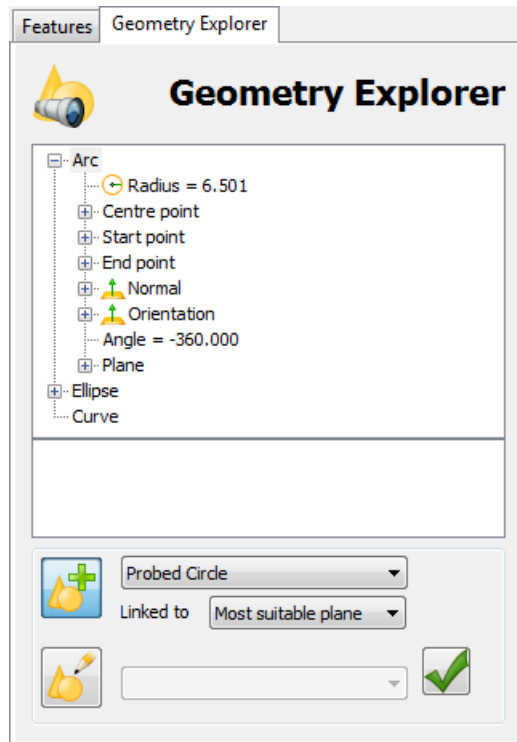 Features Geometry Explorer
Geometry Explorer
Arc
Radius = 6.501
Centre point
Start point
End point
Normal
Orientation
Angle = -360.000
Plane
Ellipse
Curve
Probed Circle
Linked to Most suitable plane